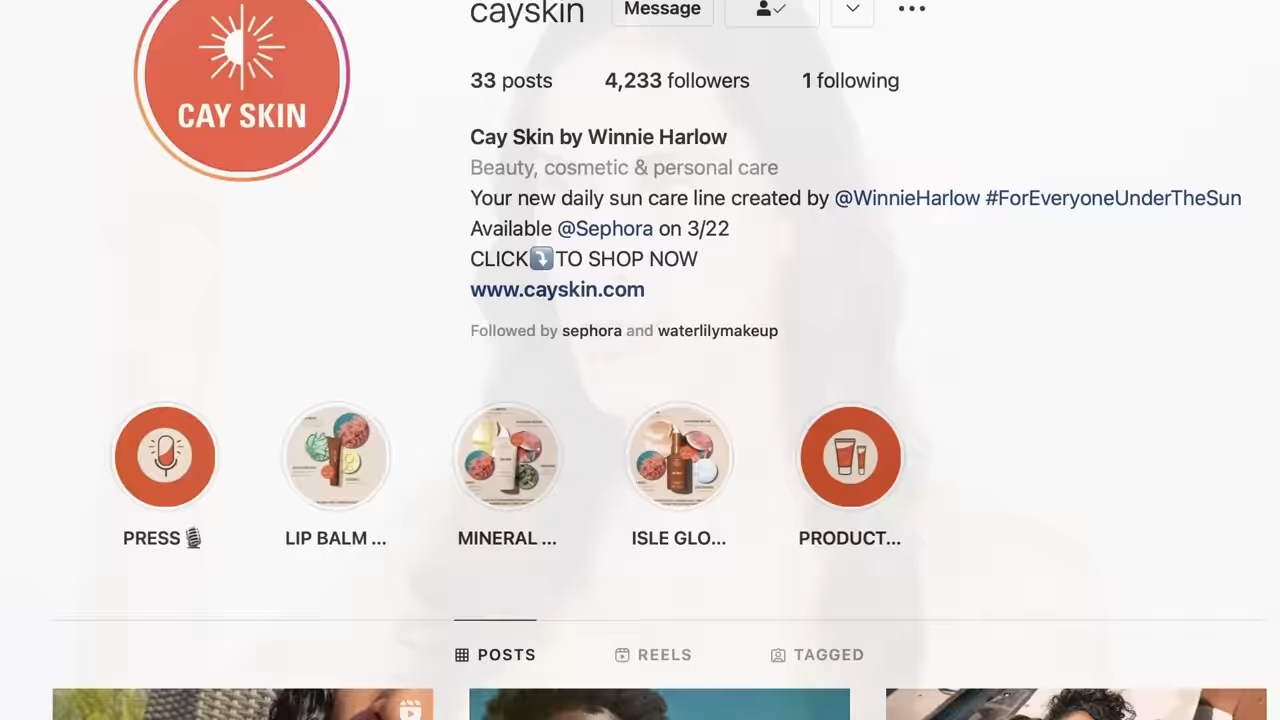 cayskin Message
CAY SKIN
33 posts 4,233 followers 1 following
Cay Skin by Winnie Harlow
Beauty, cosmetic & personal care
Your new daily sun care line created by @WinnieHarlow #ForEveryoneUnderTheSun
Available @Sephora on 3/22
CLICK⤵️TO SHOP NOW
www.cayskin.com
Followed by sephora and waterlilymakeup
PRESS🎙️ LIP BALM ... MINERAL ... ISLE GLO... PRODUCT...
POSTS REELS TAGGED